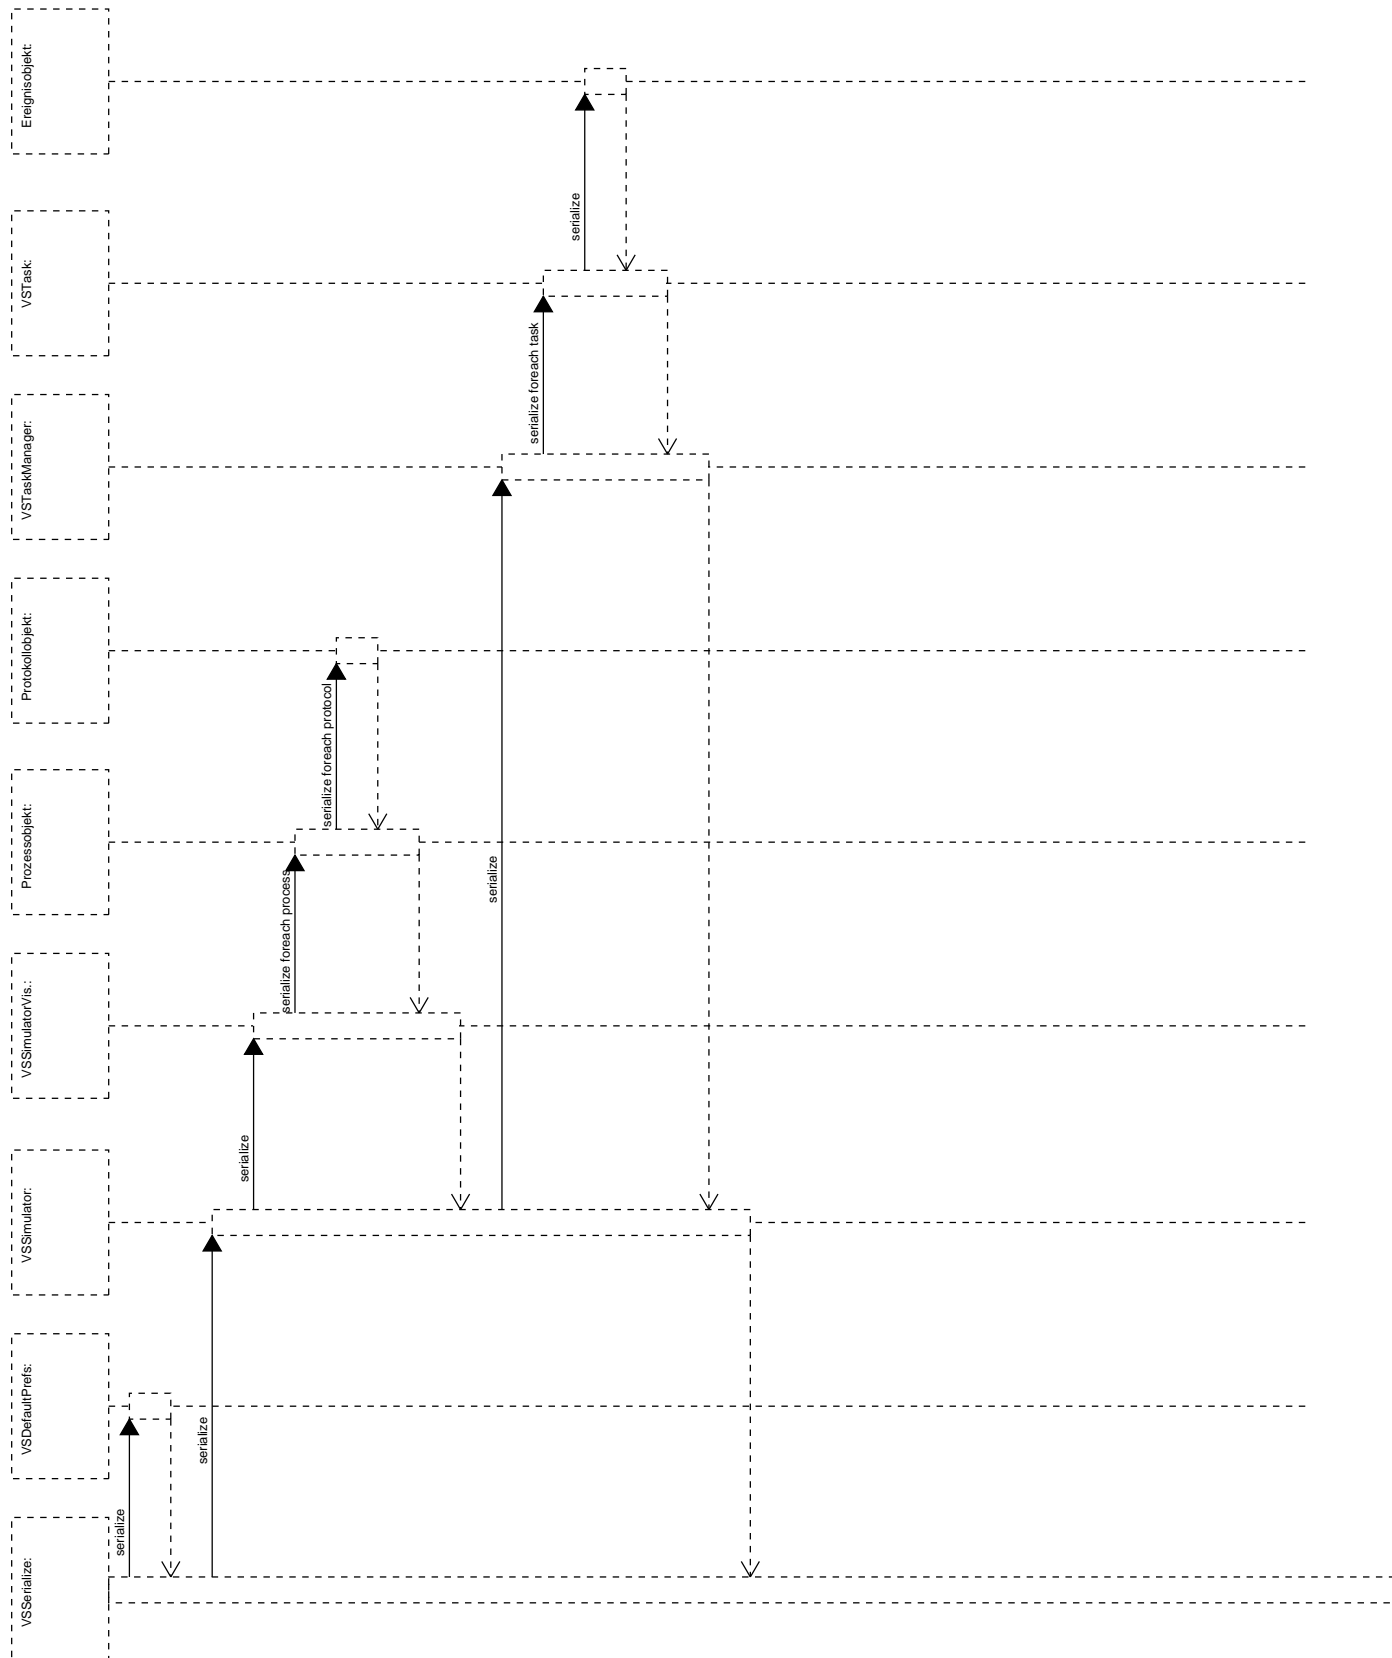 Ereignisobjekt:
serialize
VSTask:
serialize foreach task
VSTaskManager:
Protokollobjekt:
serialize foreach protocol
Prozessobjekt:
serialize foreach process
serialize
VSSimulatorVis.:
serialize
VSSimulator:
VSDefaultPrefs:
serialize
serialize
VSSerialize: